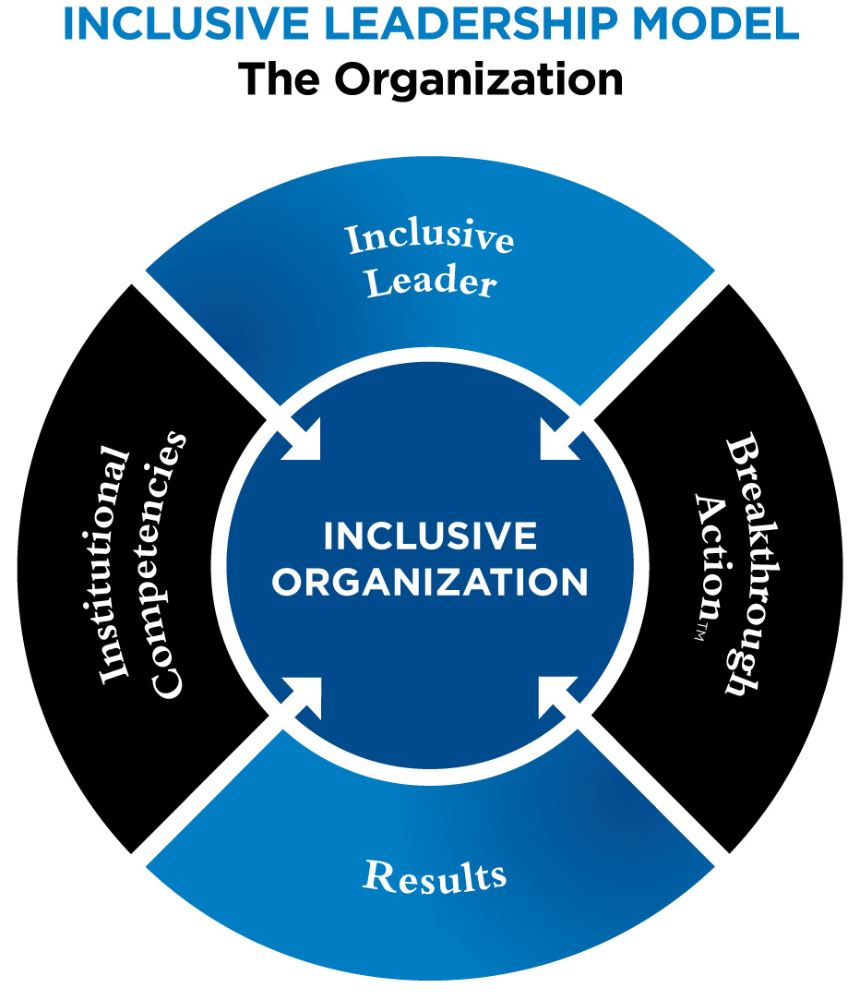 INCLUSIVE LEADERSHIP MODEL
The Organization
Inclusive
Leader
Institutional
Competencies
INCLUSIVE
ORGANIZATION
Breakthrough
Action™
Results